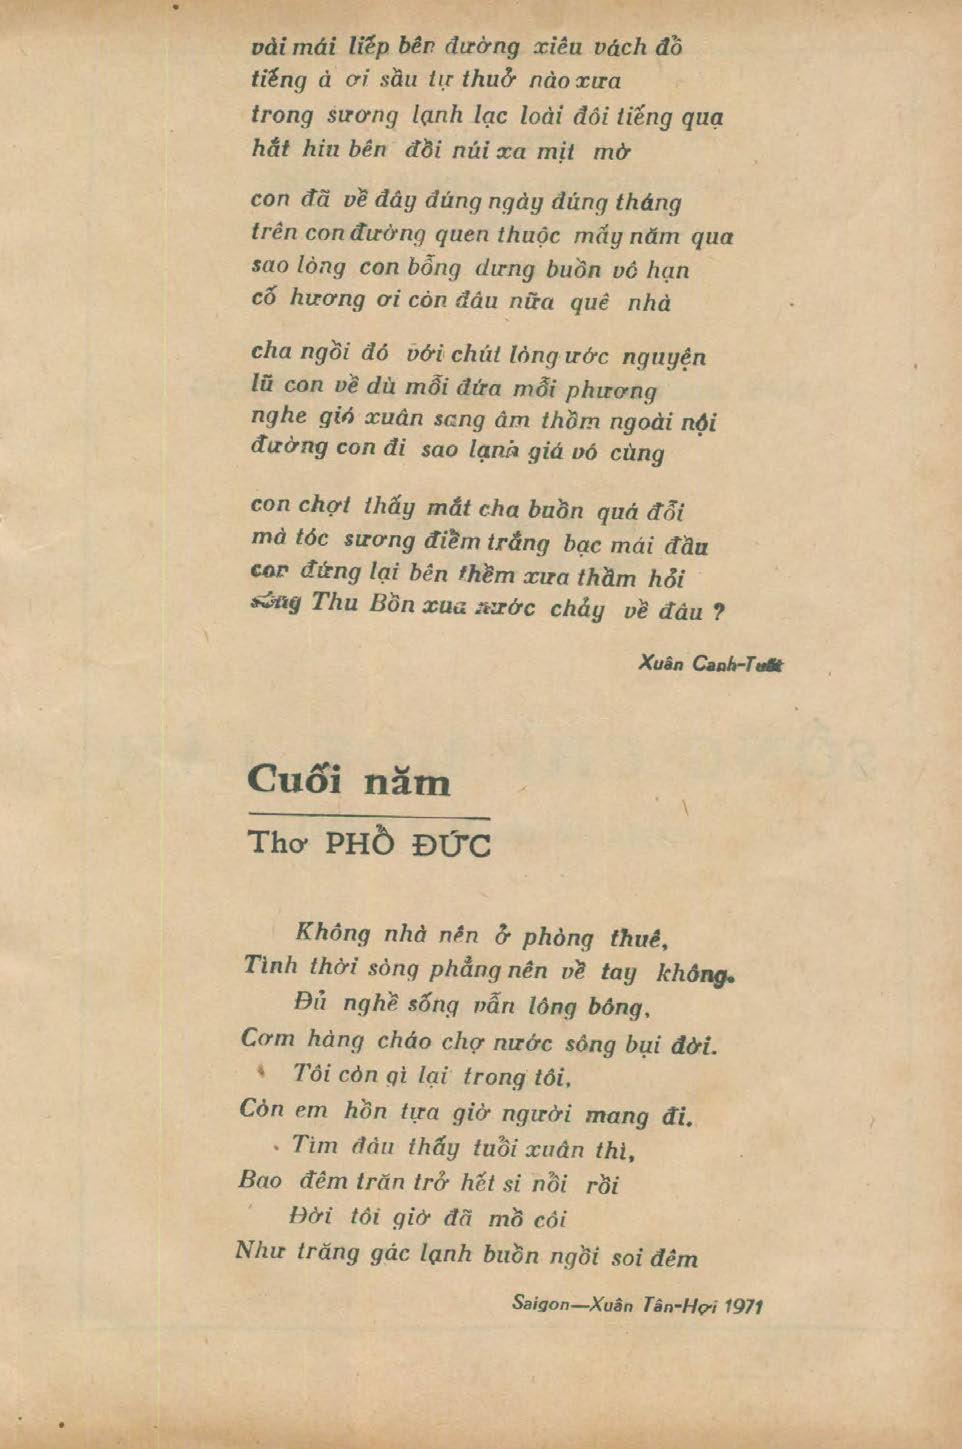 vài mái liếp bên đường xiêu vách đổ
tiếng à ơi sầu tự thuở nào xưa
trong sương lạnh lạc loài đôi tiếng quạ
hắt hiu bên đồi núi xa mịt mờ
con đã về đây đúng ngày đúng tháng
trên con đường quen thuộc mấy năm qua
sao lòng con bỗng dưng buồn vô hạn
cố hương ơi còn đâu nữa quê nhà
cha ngồi đó với chút lòng ước nguyện
lũ con về dù mỗi đứa mỗi phương
nghe gió xuân sang âm thầm ngoài nội
đường con đi sao lạnh giá vô cùng
con chợt thấy mắt cha buồn quá đỗi
mà tóc sương điểm trắng bạc mái đầu
con đứng lại bên thềm xưa thầm hỏi
sông Thu Bồn xưa nước chảy về đâu ?
Xuân Canh-Tuất
Cuối năm
Thơ PHỔ ĐỨC
Không nhà nên ở phòng thuê,
Tình thời sòng phẳng nên về tay không.
Đủ nghề sống vẫn lông bông,
Cơm hàng cháo chợ nước sông bụi đời.
Tôi còn gì lại trong tôi,
Còn em hồn tựa giờ người mang đi.
Tìm đâu thấy tuổi xuân thì,
Bao đêm trăn trở hết si nổi rồi
Đời tôi giờ đã mồ côi
Như trăng gác lạnh buồn ngồi soi đêm
Saigon—Xuân Tân-Hợi 1971